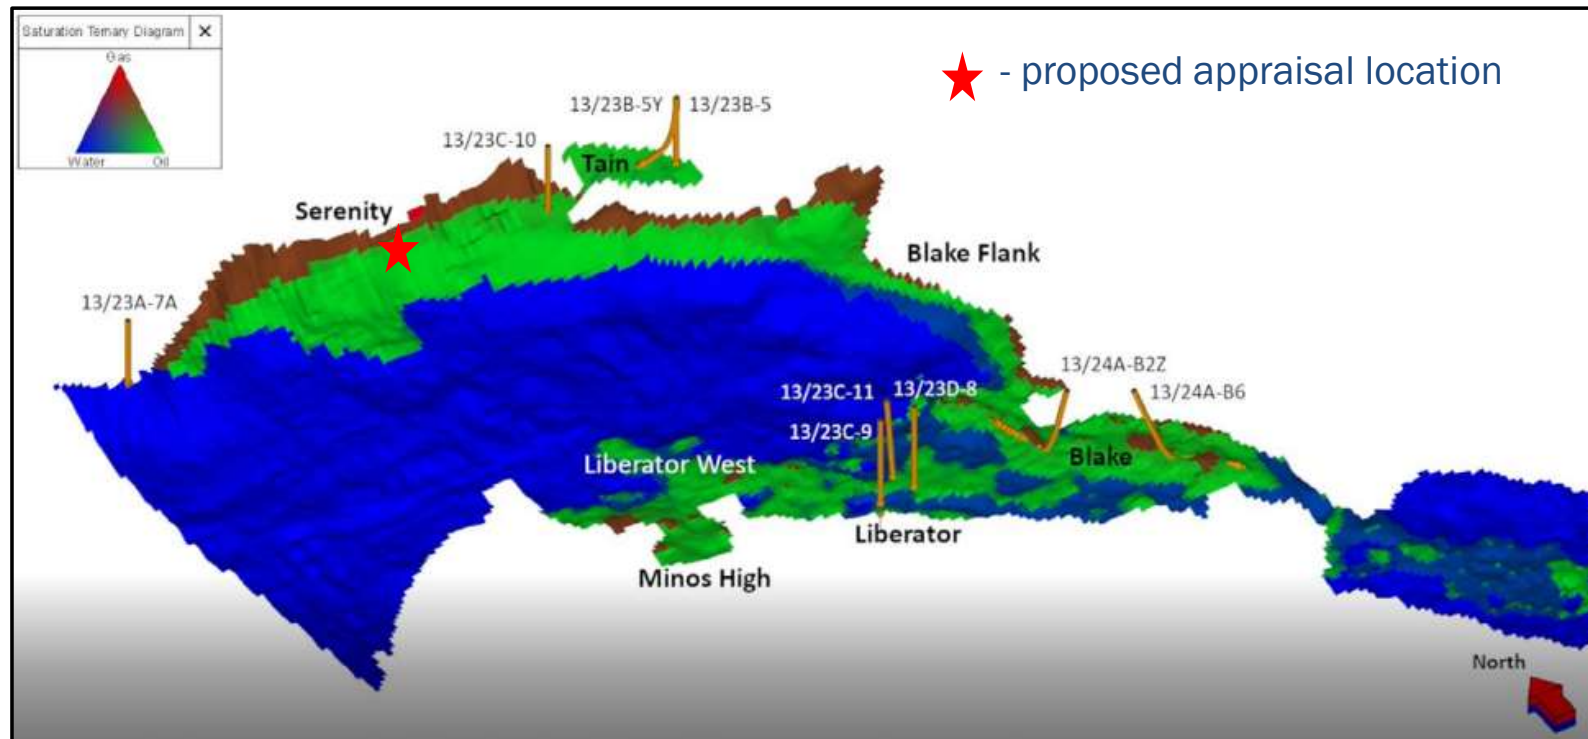 Saturation Ternary Diagram X
Gas
Water Oil
- proposed appraisal location
13/23B-5Y 13/23B-5
13/23C-10
Tain
Serenity
Blake Flank
13/23A-7A
13/24A-B2Z
13/23C-11 13/23D-8
13/24A-B6
13/23C-9
Liberator West
Blake
Liberator
Minos High
North